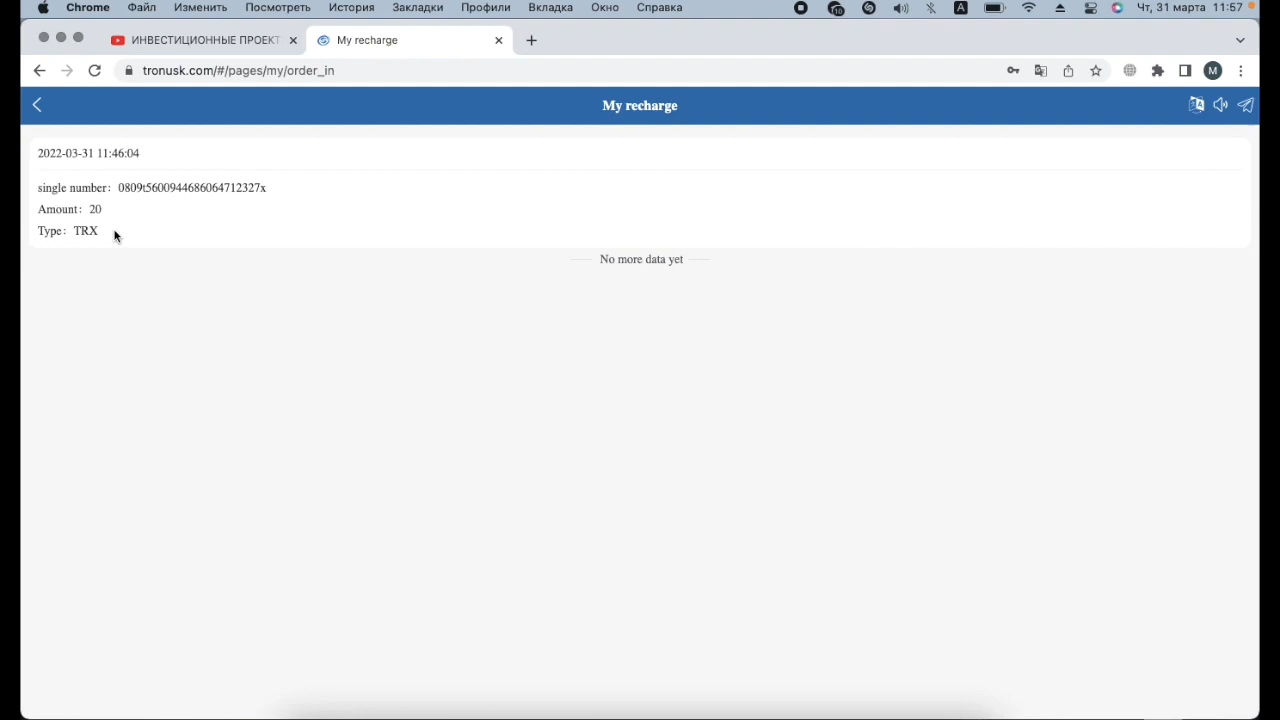 Chrome Файл Изменить Посмотреть История Закладки Профили Вкладка Окно Справка 10 A Чт, 31 марта 11:57
ИНВЕСТИЦИОННЫЕ ПРОЕКТ My recharge
tronusk.com/#/pages/my/order_in M
My recharge
2022-03-31 11:46:04
single number: 0809t5600944686064712327x
Amount: 20
Type: TRX
No more data yet